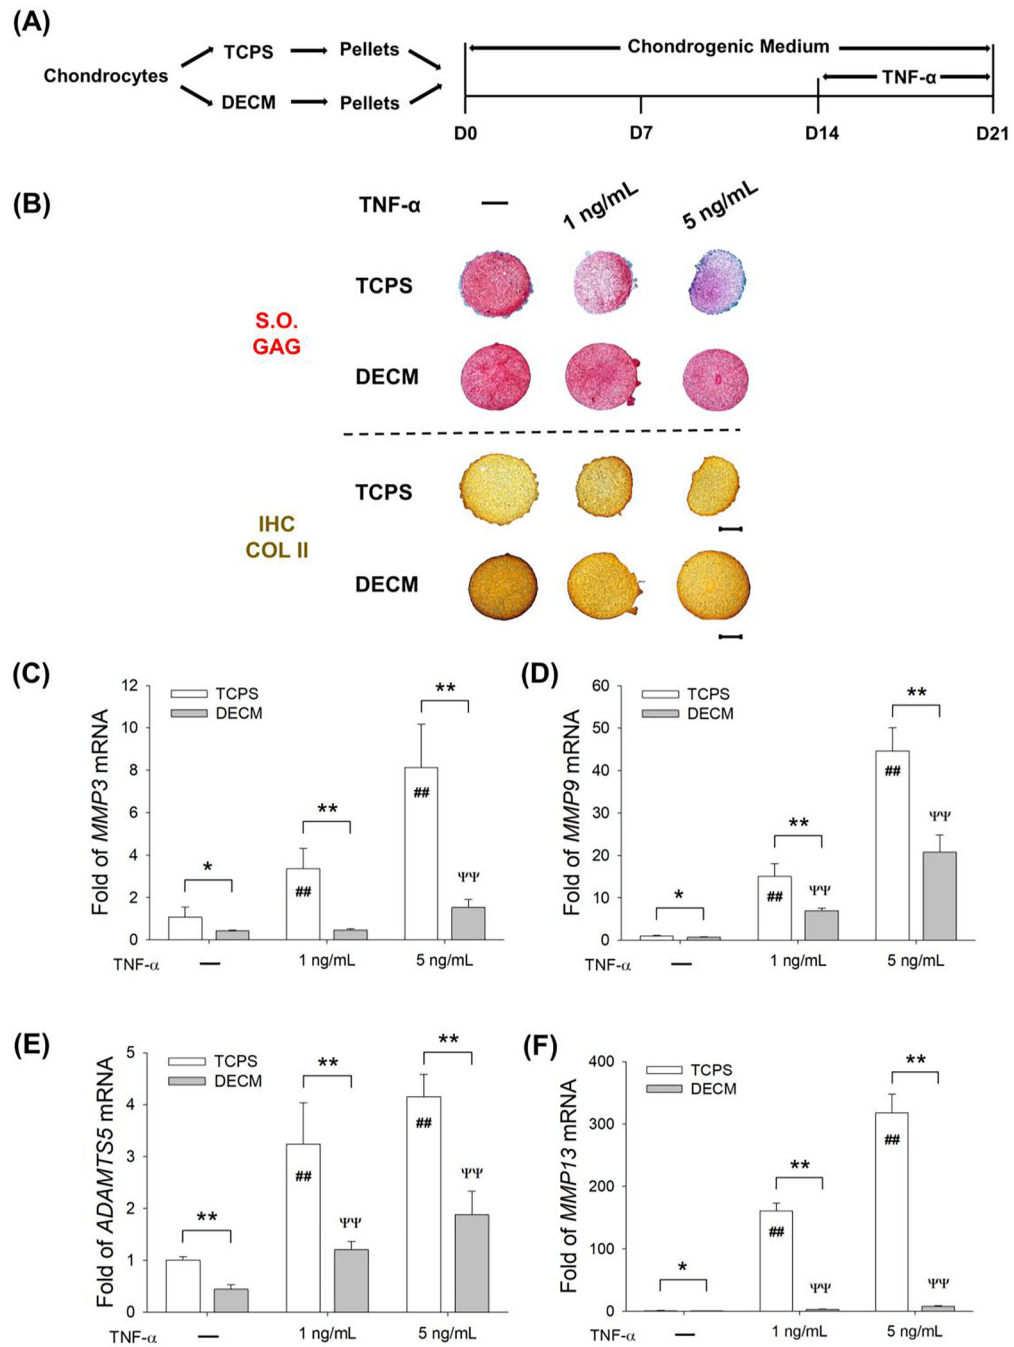 (A)
Chondrocytes
TCPS
Pellets
DECM
Pellets
Chondrogenic Medium
TNF-α
D0
D7
D14
D21
(B)
TNF-α
—
1 ng/mL
5 ng/mL
TCPS
S.O.
GAG
DECM
TCPS
IHC
COL II
DECM
(C)
Fold of MMP3 mRNA
12
10
8
6
4
2
0
TCPS
DECM
*
**
##
**
##
ΨΨ
TNF-α
—
1 ng/mL
5 ng/mL
(D)
Fold of MMP9 mRNA
60
50
40
30
20
10
0
TCPS
DECM
*
**
##
ΨΨ
**
##
ΨΨ
TNF-α
—
1 ng/mL
5 ng/mL
(E)
Fold of ADAMTS5 mRNA
5
4
3
2
1
0
TCPS
DECM
**
**
##
ΨΨ
**
##
ΨΨ
TNF-α
—
1 ng/mL
5 ng/mL
(F)
Fold of MMP13 mRNA
400
300
200
100
0
TCPS
DECM
*
**
##
ΨΨ
**
##
ΨΨ
TNF-α
—
1 ng/mL
5 ng/mL